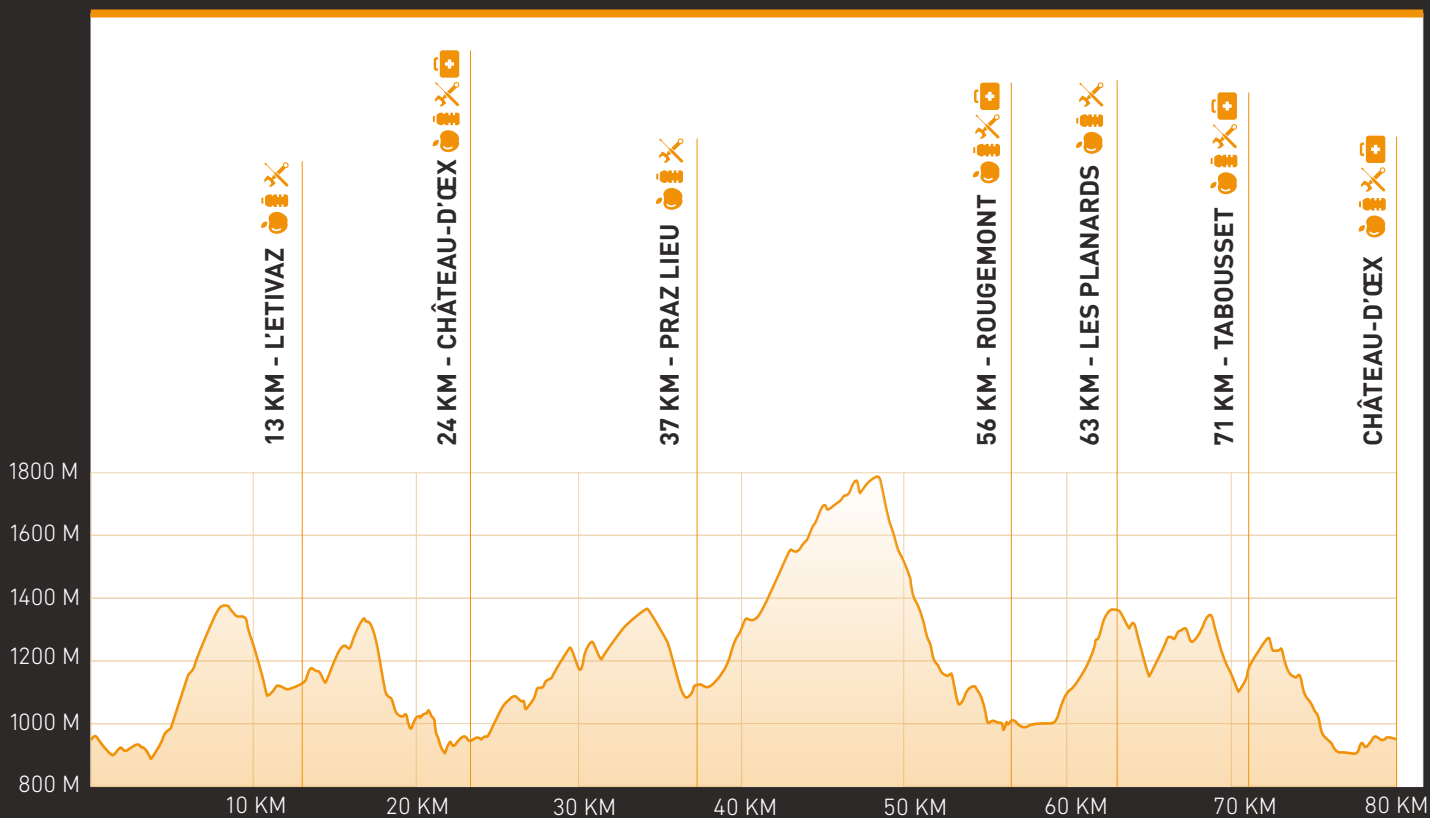 13 KM - L'ETIVAZ
24 KM - CHÂTEAU-D'ŒX
37 KM - PRAZ LIEU
56 KM - ROUGEMONT
63 KM - LES PLANARDS
71 KM - TABOUSSET
CHÂTEAU-D'ŒX
1800 M
1600 M
1400 M
1200 M
1000 M
800 M
10 KM
20 KM
30 KM
40 KM
50 KM
60 KM
70 KM
80 KM